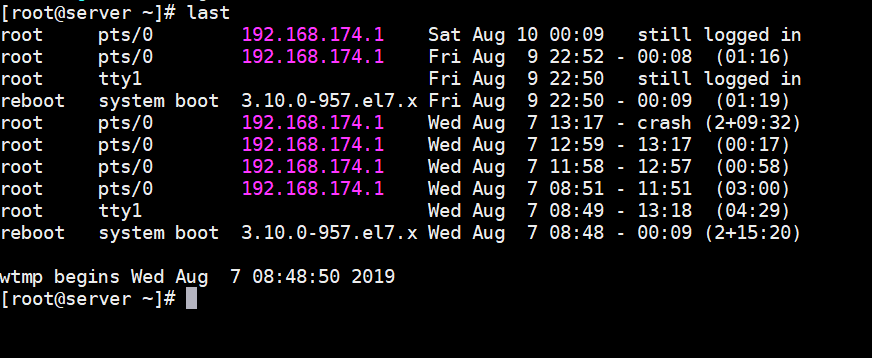 [root@server ~]# last
root     pts/0        192.168.174.1    Sat Aug 10 00:09   still logged in
root     pts/0        192.168.174.1    Fri Aug  9 22:52 - 00:08  (01:16)
root     tty1                          Fri Aug  9 22:50   still logged in
reboot   system boot  3.10.0-957.el7.x Fri Aug  9 22:50 - 00:09  (01:19)
root     pts/0        192.168.174.1    Wed Aug  7 13:17 - crash (2+09:32)
root     pts/0        192.168.174.1    Wed Aug  7 12:59 - 13:17  (00:17)
root     pts/0        192.168.174.1    Wed Aug  7 11:58 - 12:57  (00:58)
root     pts/0        192.168.174.1    Wed Aug  7 08:51 - 11:51  (03:00)
root     tty1                          Wed Aug  7 08:49 - 13:18  (04:29)
reboot   system boot  3.10.0-957.el7.x Wed Aug  7 08:48 - 00:09 (2+15:20)

wtmp begins Wed Aug  7 08:48:50 2019
[root@server ~]#